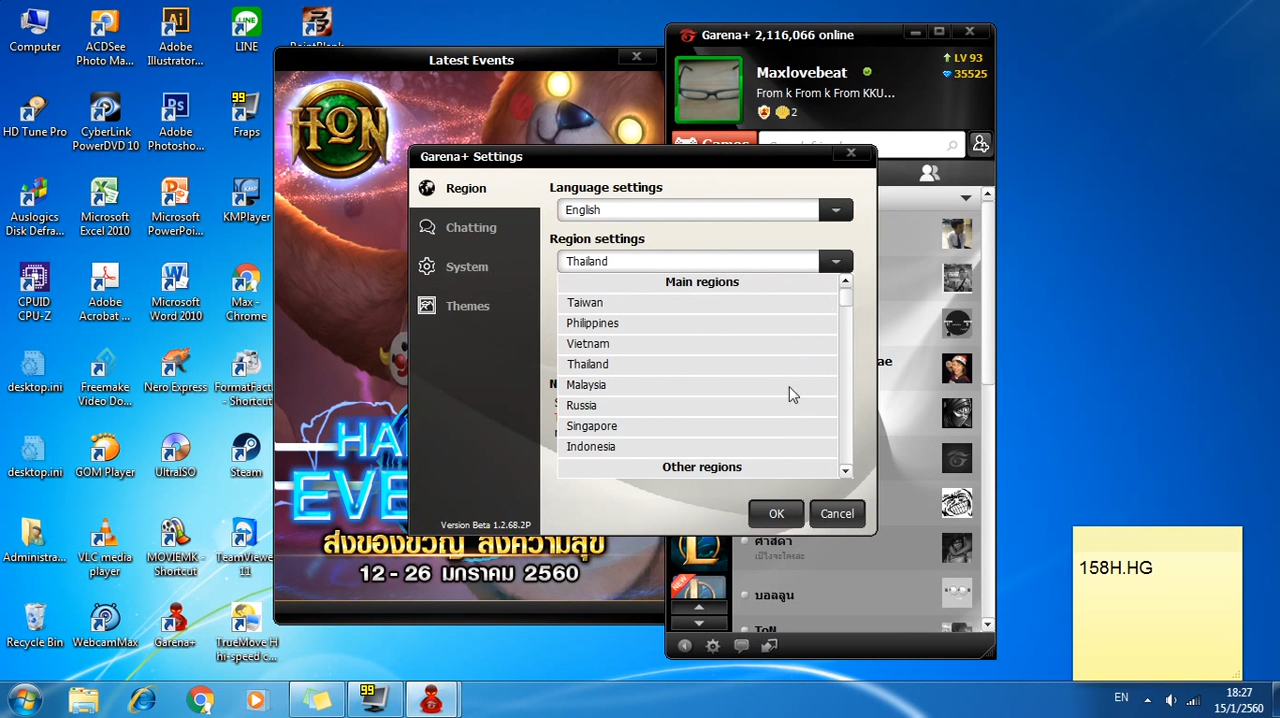 Computer
ACDSee
Photo Ma...
Adobe
Illustrator...
LINE
PointBlank
HD Tune Pro
CyberLink
PowerDVD 10
Adobe
Photosho...
99
Fraps
Auslogics
Disk Defra...
Microsoft
Excel 2010
Microsoft
PowerPoi...
KMPlayer
CPUID
CPU-Z
Adobe
Acrobat ...
Microsoft
Word 2010
Max -
Chrome
desktop.ini
Freemake
Video Do...
Nero Express
FormatFact...
- Shortcut
desktop.ini
GOM Player
UltraISO
Steam
Administra...
VLC media
player
MOVIEMK -
Shortcut
TeamViewer
11
Recycle Bin
WebcamMax
Garena+
TrueMove H
hi-speed c...
Latest Events
HON
ส่งของขวัญ ส่งความสุข
12 - 26 มกราคม 2560
Garena+ 2,116,066 online
Maxlovebeat
LV 93
35525
From k From k From KKU...
2
Games
ae
ศาสดา
NEW
บอลลูน
ToN
Garena+ Settings
Region
Chatting
System
Themes
Version Beta 1.2.68.2P
Language settings
English
Region settings
Thailand
Main regions
Taiwan
Philippines
Vietnam
Thailand
Malaysia
Russia
Singapore
Indonesia
Other regions
OK
Cancel
158H.HG
99
EN
18:27
15/1/2560